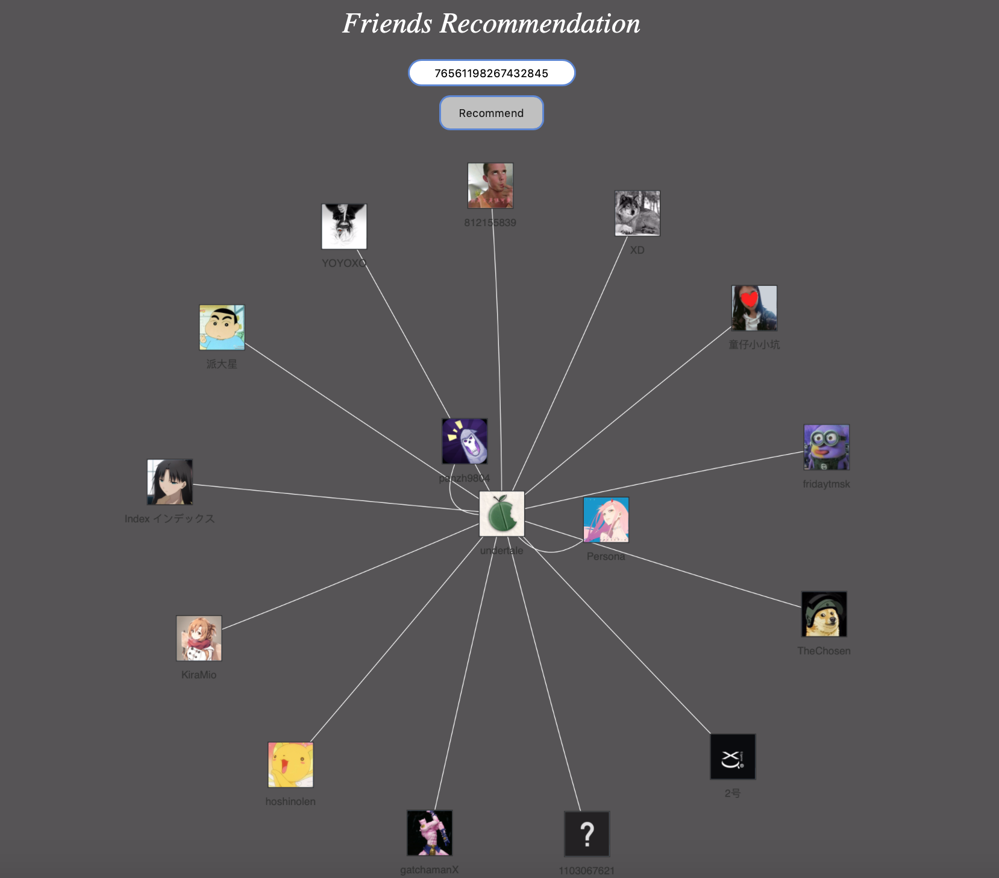 Friends Recommendation
76561198267432845
Recommend
812155839
XD
YOYOXO
童仔小小坑
派大星
panzh9804
fridaytmsk
Index インデックス
undertale
Persona
TheChosen
KiraMio
2号
hoshinolen
?
gatchamanX
1103067621